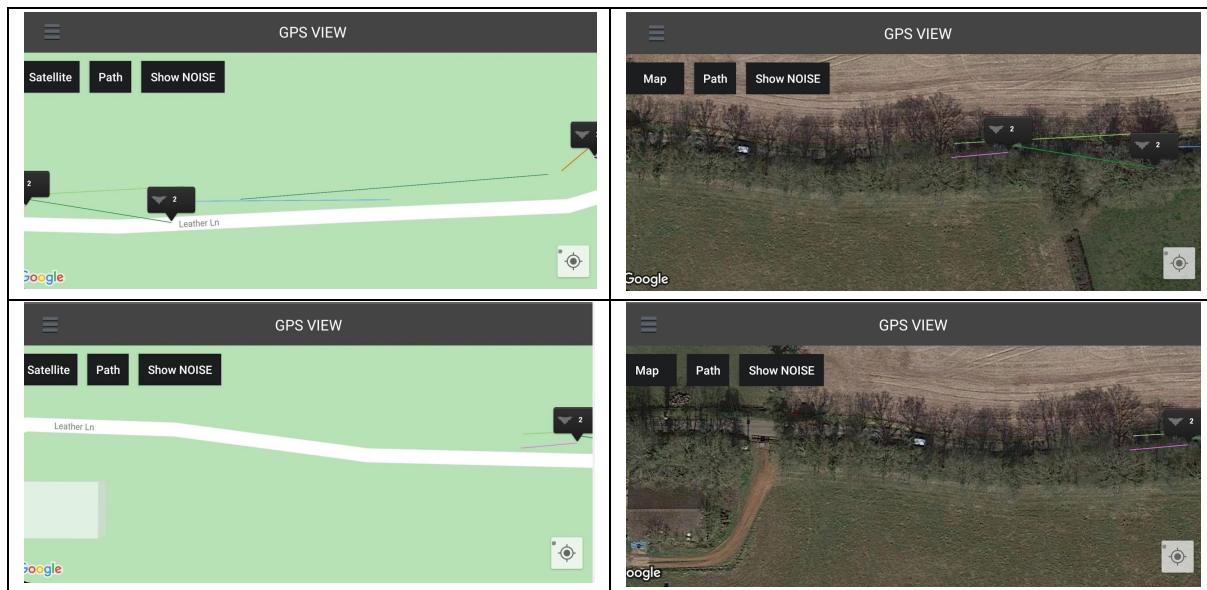 GPS VIEW
Satellite Path Show NOISE
2
2
2
Leather Ln
Google
GPS VIEW
Map Path Show NOISE
2
2
Google
GPS VIEW
Satellite Path Show NOISE
Leather Ln
2
Google
GPS VIEW
Map Path Show NOISE
2
oogle